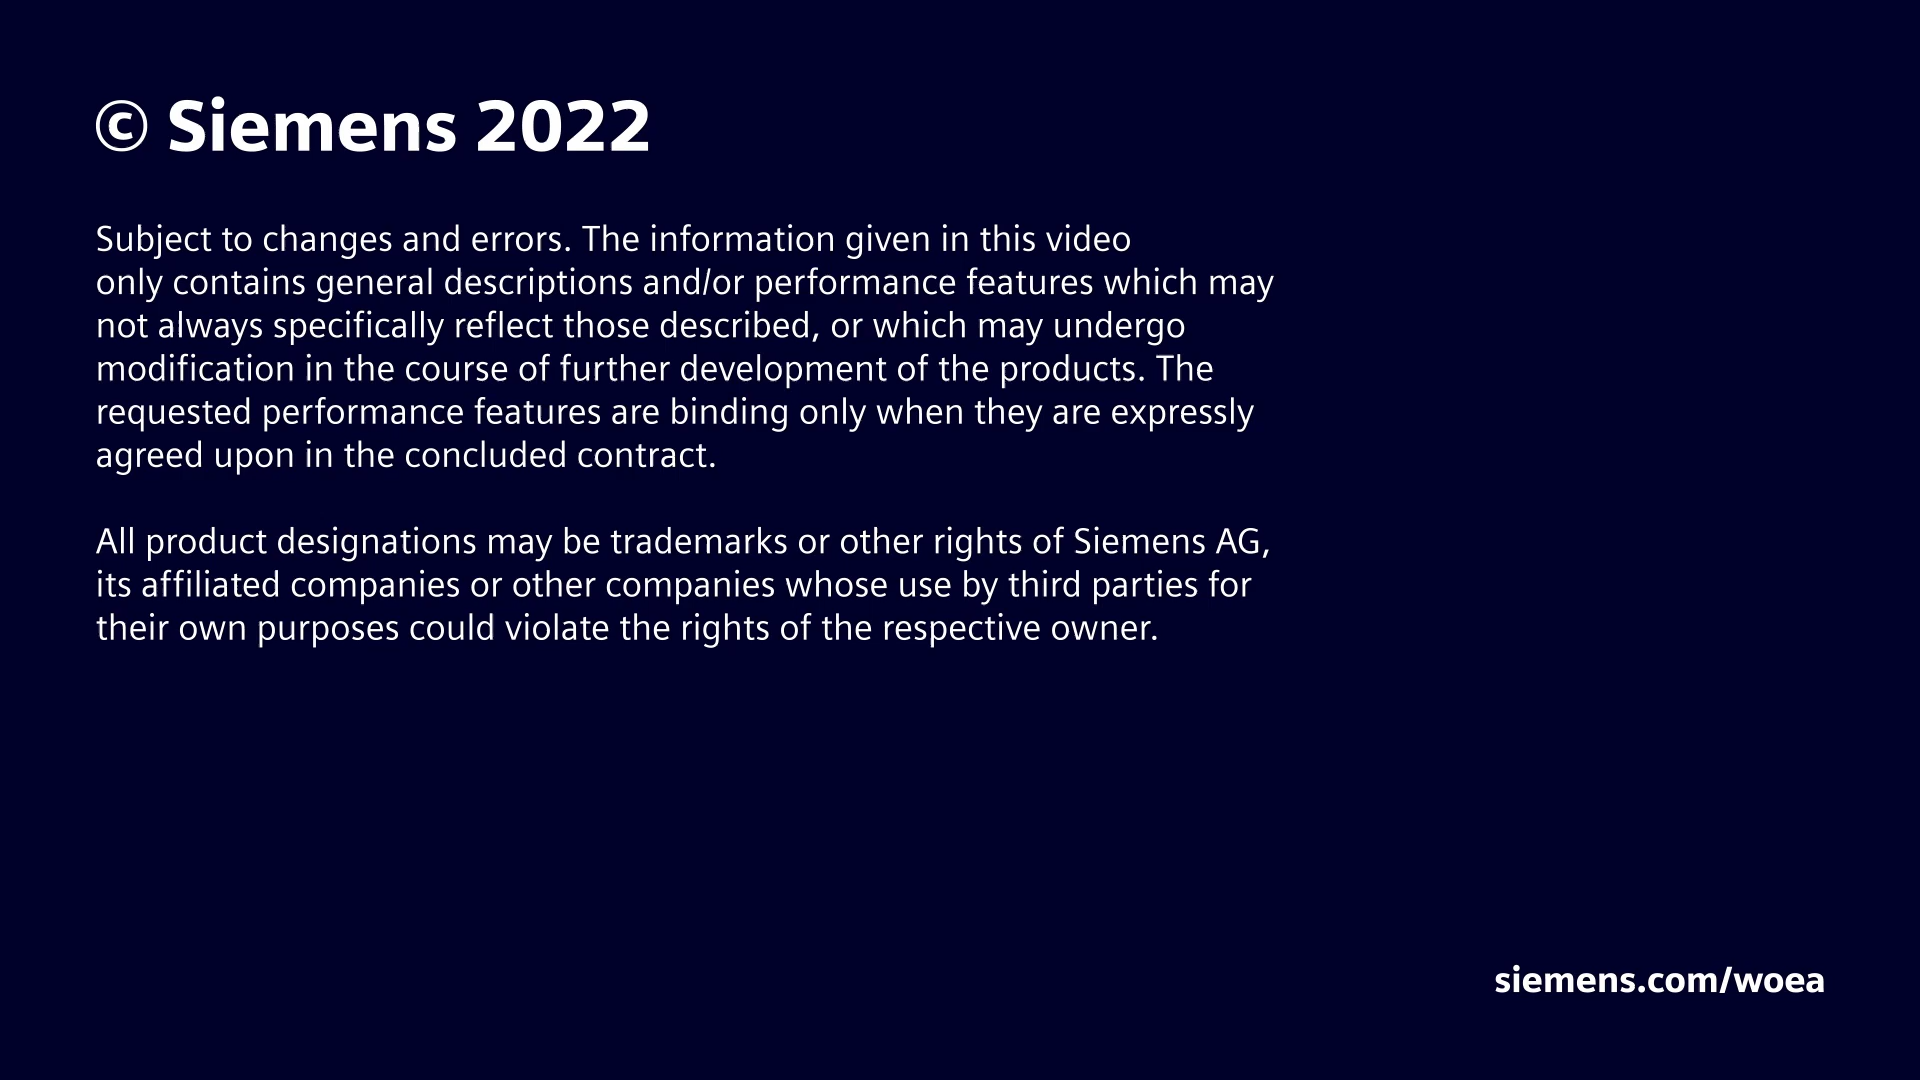 © Siemens 2022
Subject to changes and errors. The information given in this video
only contains general descriptions and/or performance features which may
not always specifically reflect those described, or which may undergo
modification in the course of further development of the products. The
requested performance features are binding only when they are expressly
agreed upon in the concluded contract.
All product designations may be trademarks or other rights of Siemens AG,
its affiliated companies or other companies whose use by third parties for
their own purposes could violate the rights of the respective owner.
siemens.com/woea